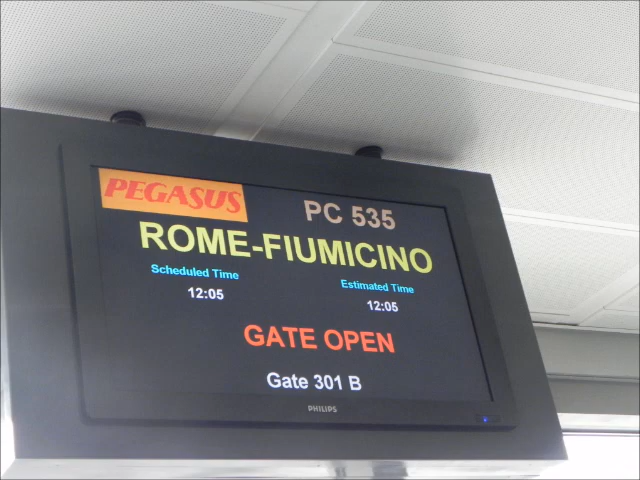 PEGASUS PC 535
ROME-FIUMICINO
Scheduled Time Estimated Time
12:05 12:05
GATE OPEN
Gate 301 B
PHILIPS